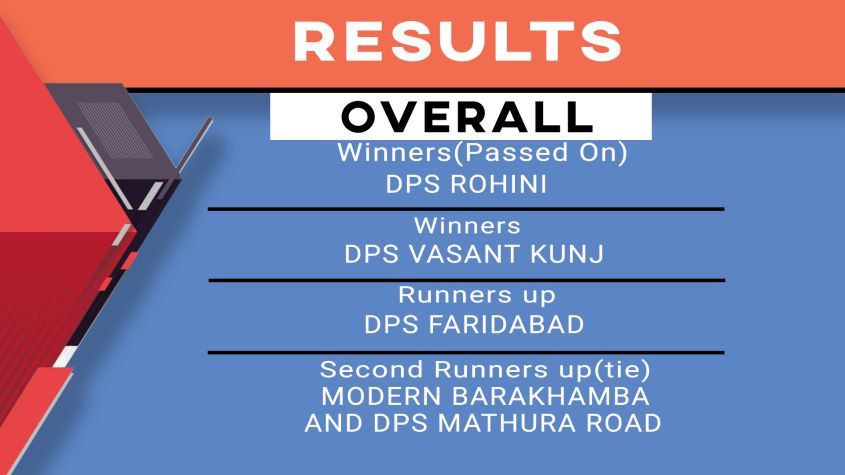 RESULTS
OVERALL
Winners(Passed On)
DPS ROHINI
Winners
DPS VASANT KUNJ
Runners up
DPS FARIDABAD
Second Runners up(tie)
MODERN BARAKHAMBA
AND DPS MATHURA ROAD